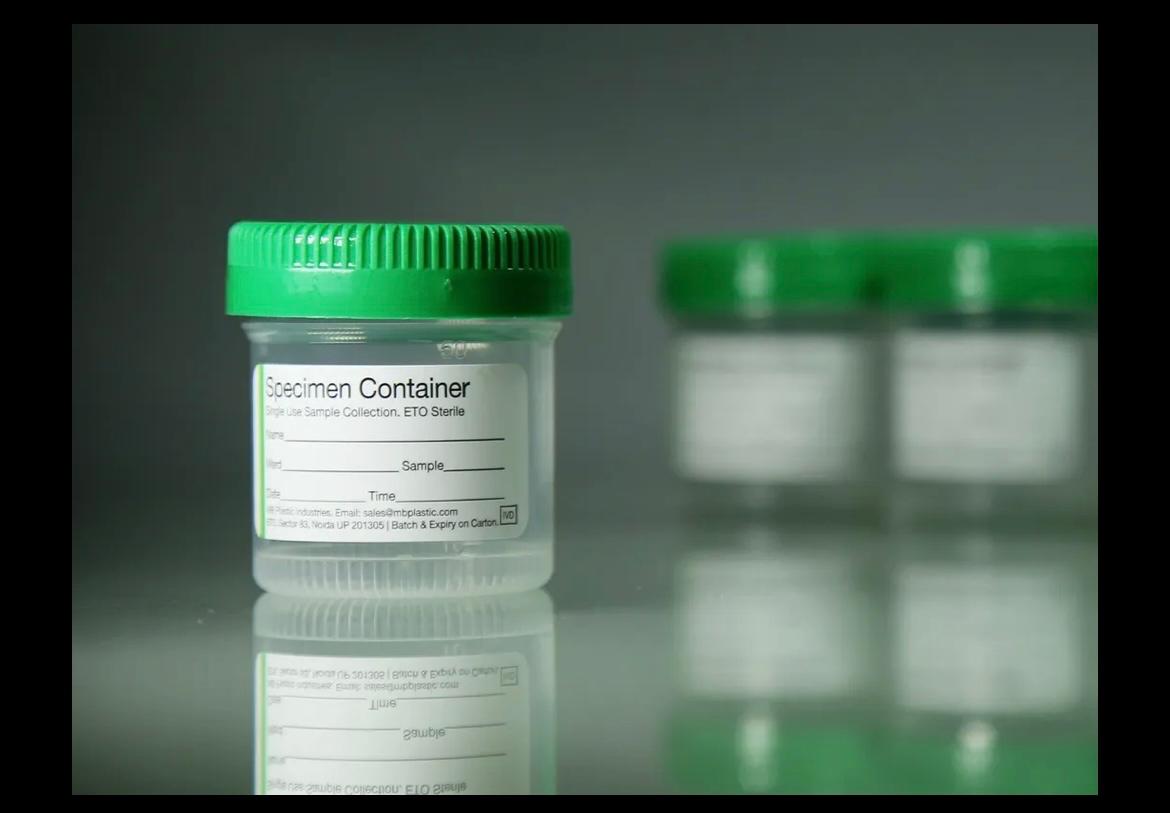 Specimen Container
Single Use Sample Collection. ETO Sterile
Name
Ward Sample
Date Time
MB Plastic Industries. Email: sales@mbplastic.com
Sector 83, Noida UP 201305 | Batch & Expiry on Carton.
IVD